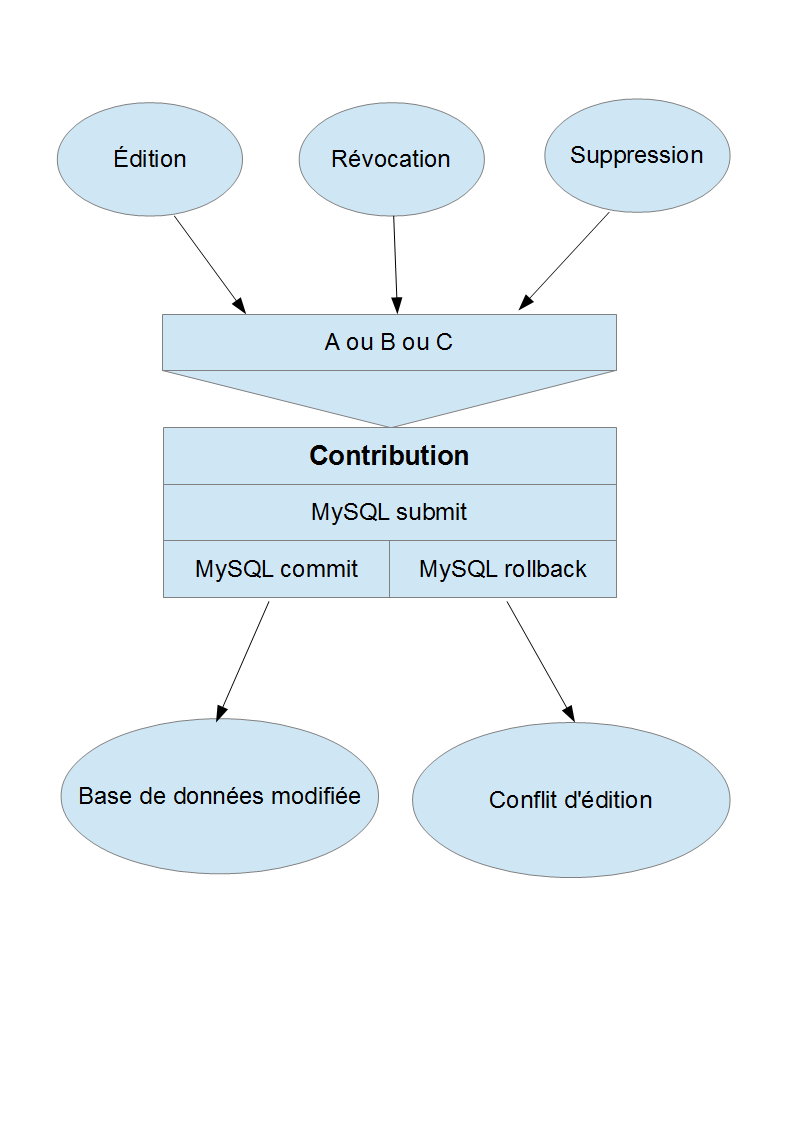 Édition
Révocation
Suppression
A ou B ou C
Contribution
MySQL submit
MySQL commit
MySQL rollback
Base de données modifiée
Conflit d'édition